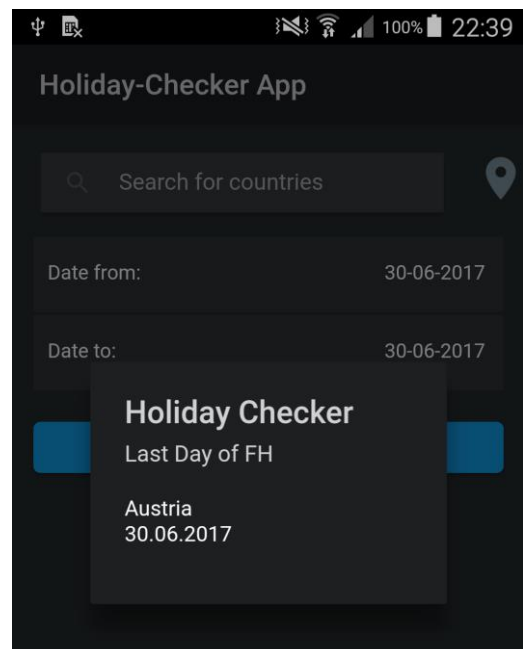 100% 22:39
Holiday-Checker App
Search for countries
Date from: 30-06-2017
Date to: 30-06-2017
Holiday Checker
Last Day of FH
Austria
30.06.2017